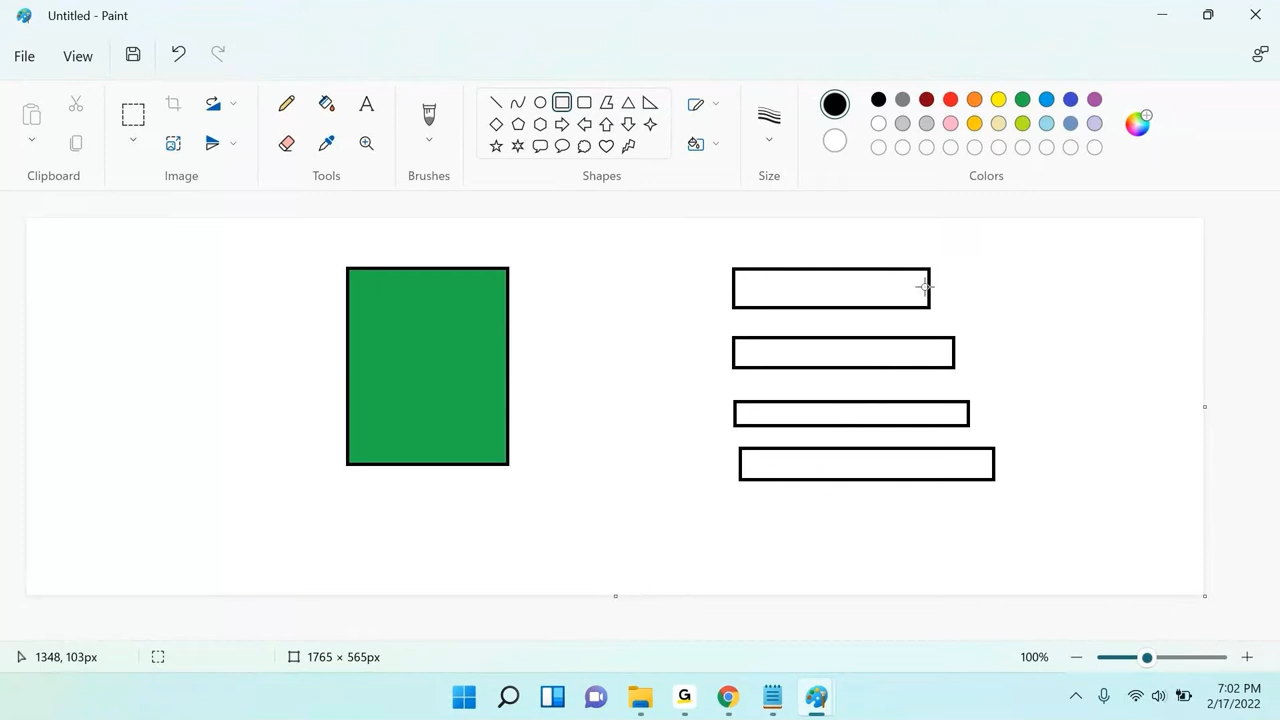 Untitled - Paint
File View
Clipboard Image Tools Brushes Shapes Size Colors
1348, 103px 1765 × 565px 100%
G
7:02 PM
2/17/2022